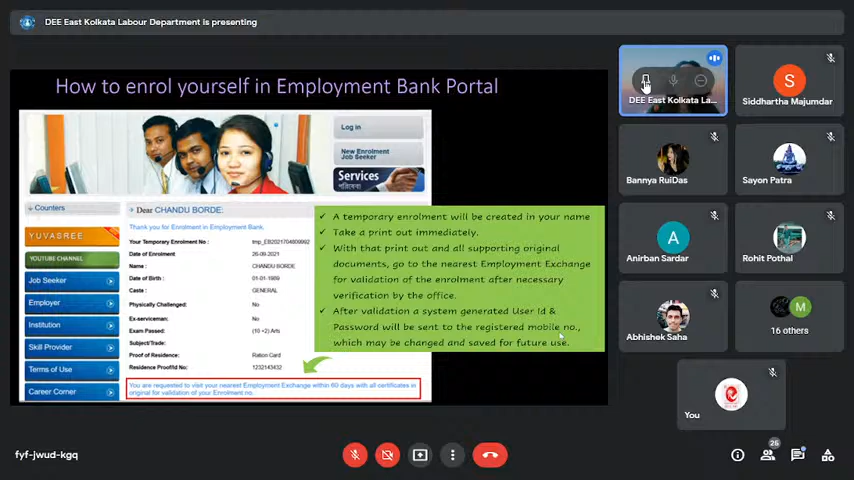 DEE East Kolkata Labour Department is presenting
How to enrol yourself in Employment Bank Portal
Log in
New Enrolment
Job Seeker
Services
পরিষেবা
Counters
YUVASREE
YOUTUBE CHANNEL
Job Seeker
Employer
Institution
Skill Provider
Terms of Use
Career Corner
Dear CHANDU BORDE:
Thank you for Enrolment in Employment Bank.
Your Temporary Enrolment No :
Date of Enrolment 26-09-2021
Name : CHANDU BORDE
Date of Birth : 01-01-1989
Caste : GENERAL
Physically Challenged: No
Ex-serviceman: No
Exam Passed: (10 +2) Arts
Subject/Trade:
Proof of Residence: Ration Card
Residence Proof/Id No: 1232143432
You are requested to visit your nearest Employment Exchange within 60 days with all certificates in
original for validation of your Enrolment no.
✓ A temporary enrolment will be created in your name
✓ Take a print out immediately.
✓ With that print out and all supporting original
documents, go to the nearest Employment Exchange
for validation of the enrolment after necessary
verification by the office.
✓ After validation a system generated User Id &
Password will be sent to the registered mobile no.,
which may be changed and saved for future use.
DEE East Kolkata La...
S
Siddhartha Majumdar
Bannya RuiDas
Sayon Patra
A
Anirban Sardar
Rohit Pothal
Abhishek Saha
M
16 others
You
fyf-jwud-kgq
25